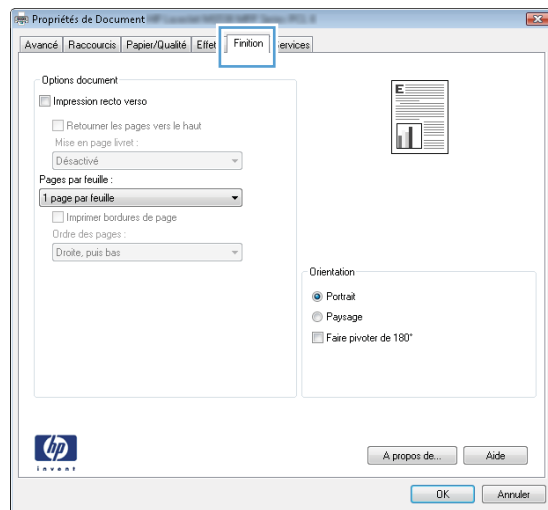 Propriétés de Document
Avancé Raccourcis Papier/Qualité Effet Finition ervices
Options document
Impression recto verso
Retourner les pages vers le haut
Mise en page livret :
Désactivé
Pages par feuille :
1 page par feuille
Imprimer bordures de page
Ordre des pages :
Droite, puis bas
E
Orientation
Portrait
Paysage
Faire pivoter de 180°
hp
invent
A propos de... Aide
OK Annuler